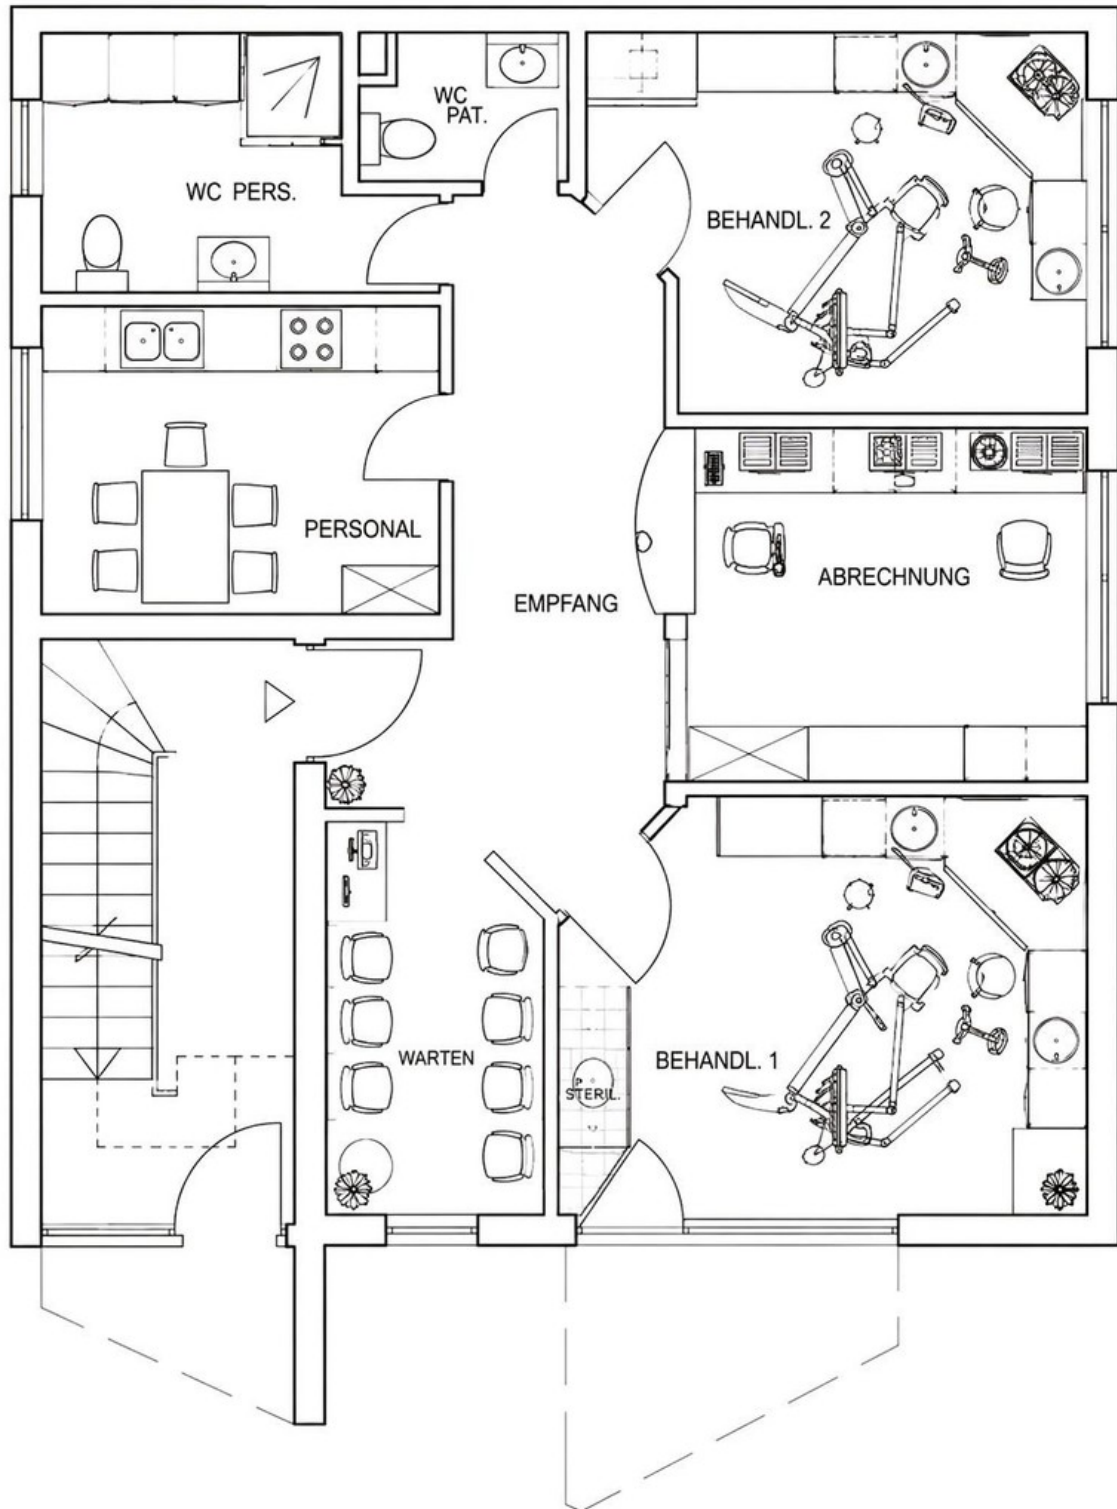 WC
PAT.
WC PERS.
BEHANDL. 2
PERSONAL
ABRECHNUNG
EMPFANG
WARTEN
BEHANDL. 1
STERIL.